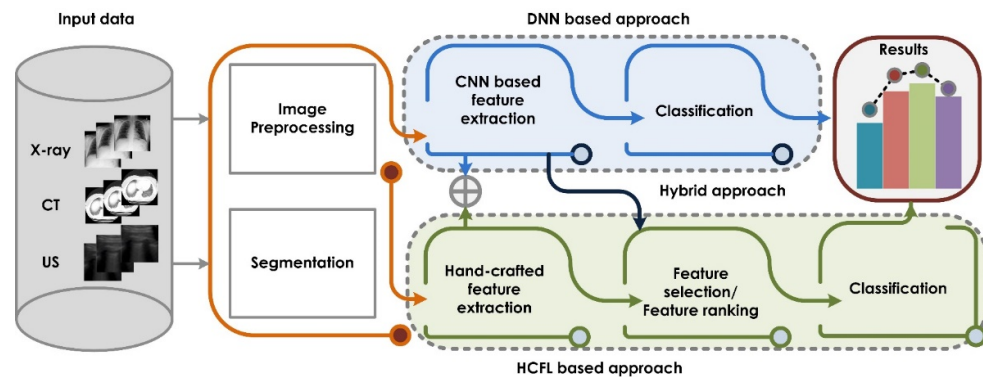 Input data
X-ray
CT
US
Image
Preprocessing
Segmentation
DNN based approach
CNN based
feature
extraction
Classification
Hybrid approach
Hand-crafted
feature
extraction
Feature
selection/
Feature ranking
Classification
HCFL based approach
Results